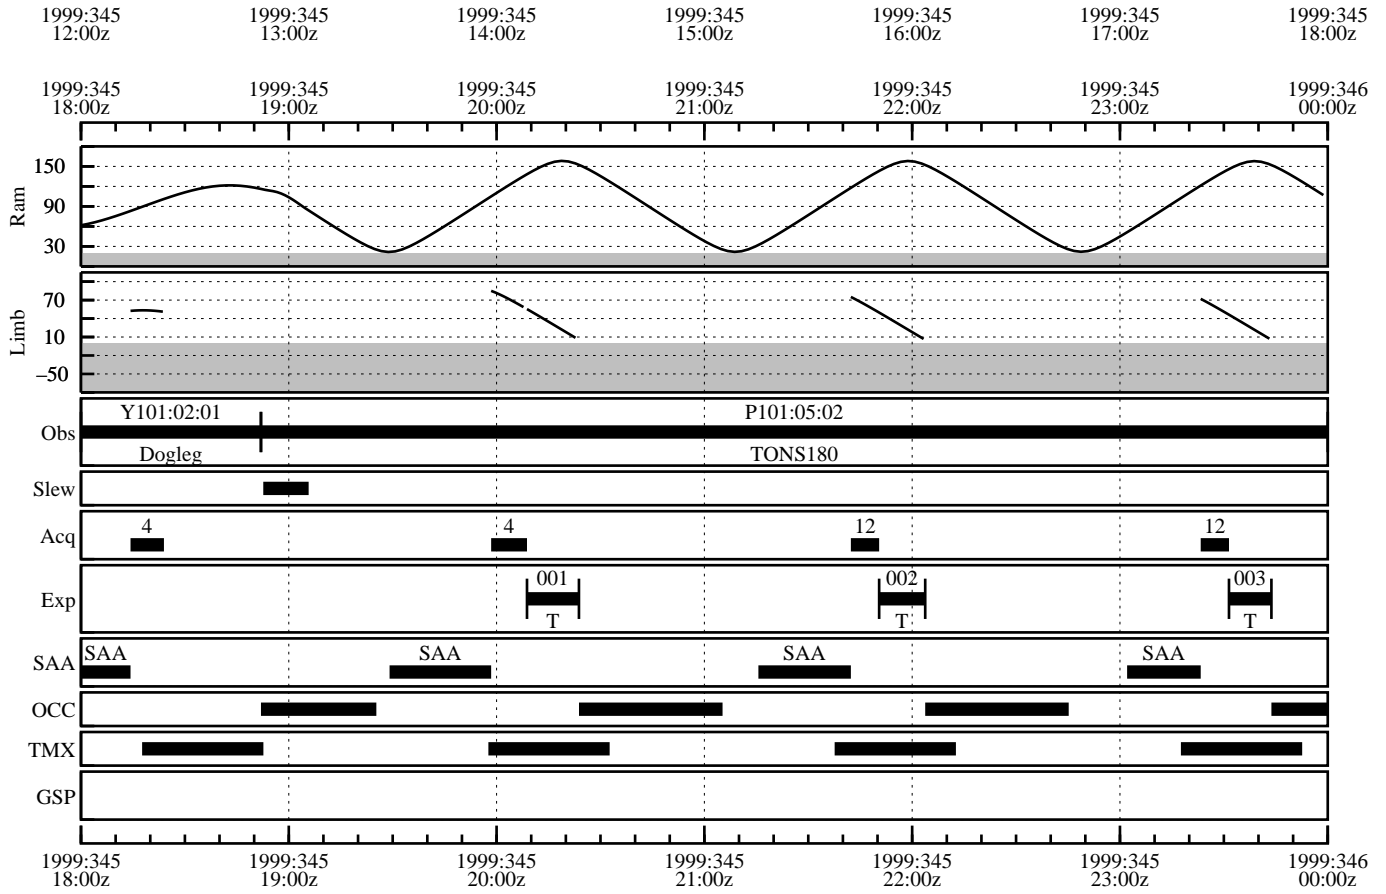 1999:345 1999:345 1999:345 1999:345 1999:345 1999:345 1999:345
12:00z 13:00z 14:00z 15:00z 16:00z 17:00z 18:00z
1999:345 1999:345 1999:345 1999:345 1999:345 1999:345 1999:346
18:00z 19:00z 20:00z 21:00z 22:00z 23:00z 00:00z
Ram
150
90
30
Limb
70
10
−50
Y101:02:01 P101:05:02
Obs
Dogleg TONS180
Slew
4 4 12 12
Acq
001 002 003
Exp
T T T
SAA SAA SAA SAA
SAA
OCC
TMX
GSP
1999:345 1999:345 1999:345 1999:345 1999:345 1999:345 1999:346
18:00z 19:00z 20:00z 21:00z 22:00z 23:00z 00:00z